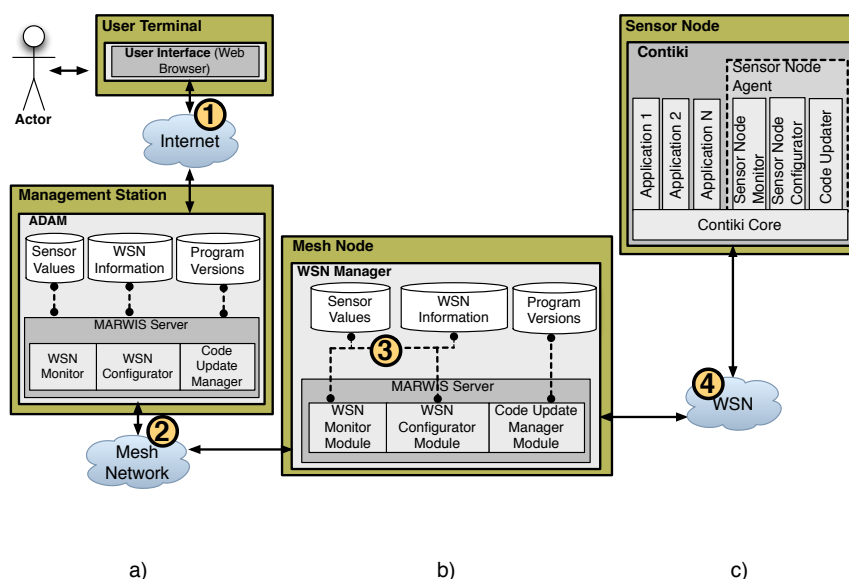 User Terminal
User Interface (Web
Browser)
Actor
1
Internet
Management Station
ADAM
Sensor
Values
WSN
Information
Program
Versions
MARWIS Server
WSN
Monitor
WSN
Configurator
Code
Update
Manager
2
Mesh
Network
Mesh Node
WSN Manager
Sensor
Values
WSN
Information
Program
Versions
3
MARWIS Server
WSN
Monitor
Module
WSN
Configurator
Module
Code Update
Manager
Module
Sensor Node
Contiki
Sensor Node
Agent
Application 1
Application 2
Application N
Sensor Node
Monitor
Sensor Node
Configurator
Code Updater
Contiki Core
4
WSN
a)
b)
c)